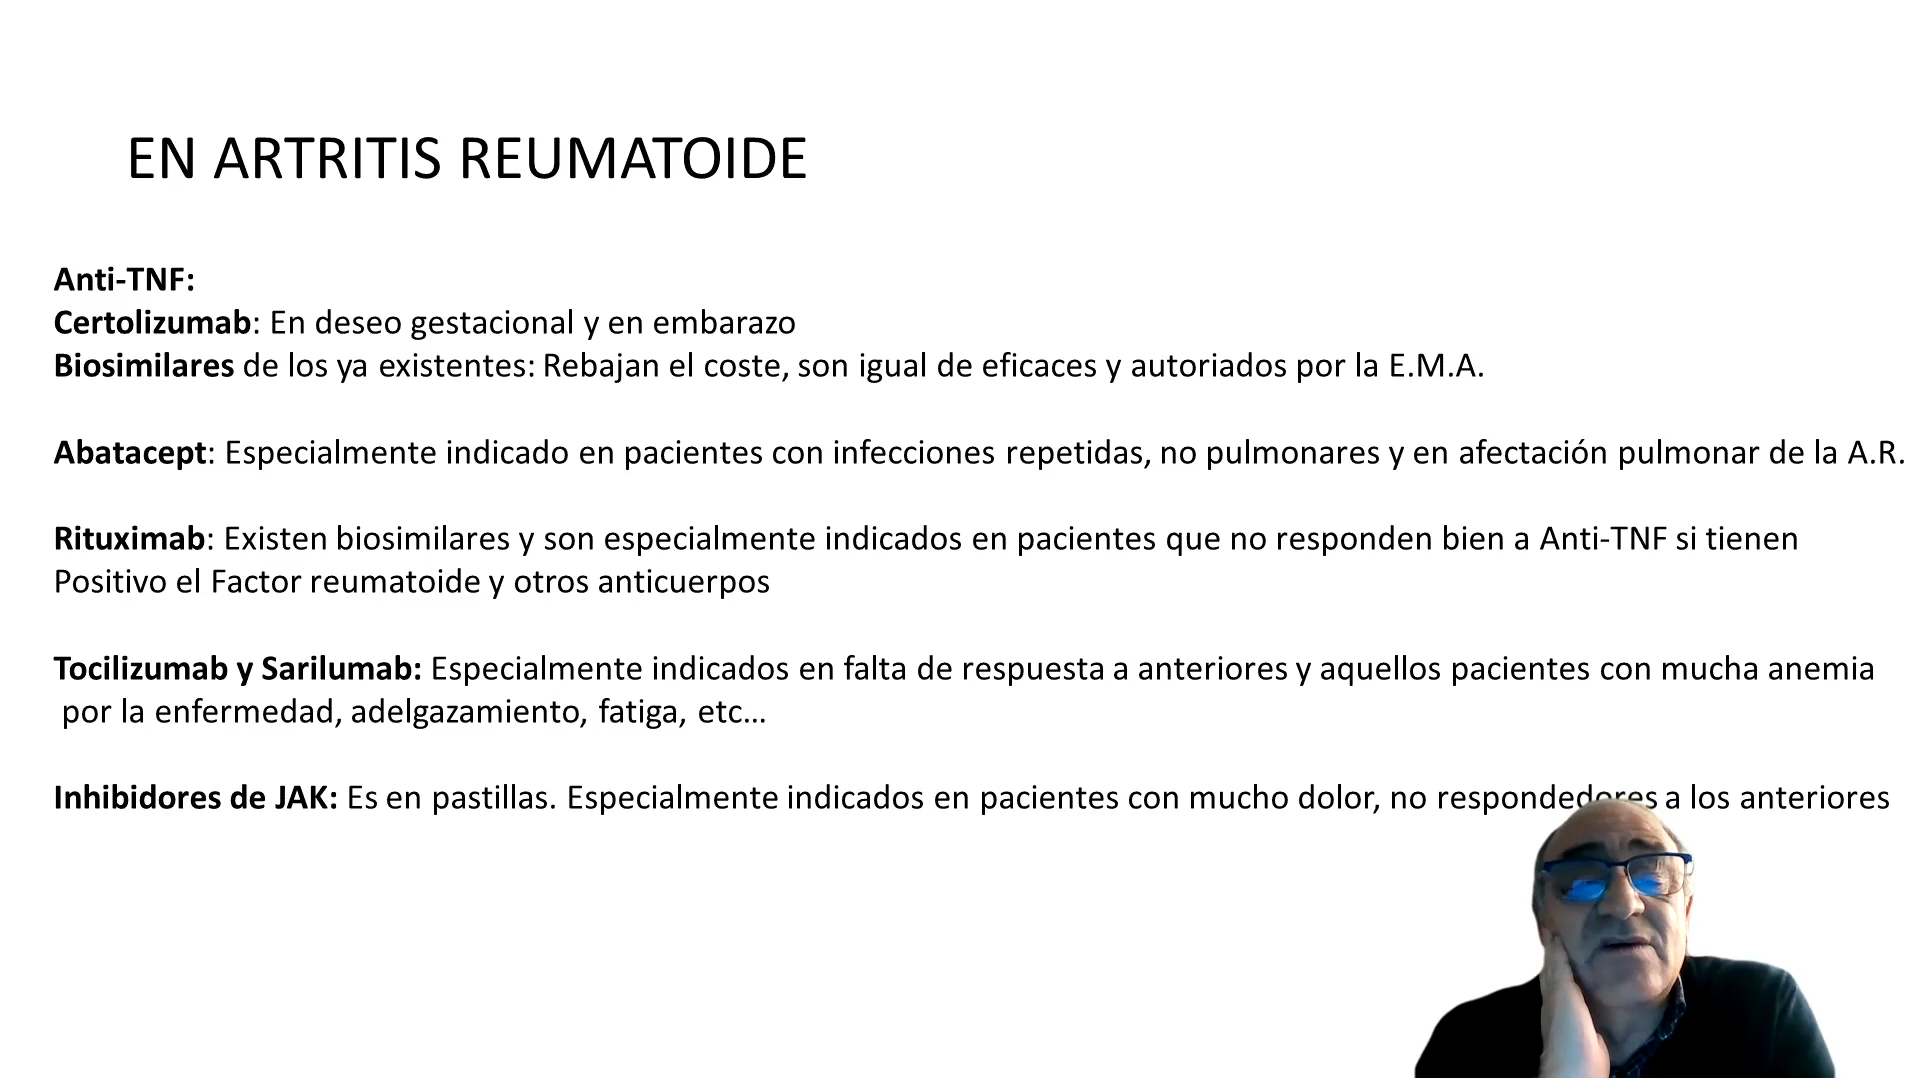 EN ARTRITIS REUMATOIDE
Anti-TNF:
Certolizumab: En deseo gestacional y en embarazo
Biosimilares de los ya existentes: Rebajan el coste, son igual de eficaces y autoriados por la E.M.A.
Abatacept: Especialmente indicado en pacientes con infecciones repetidas, no pulmonares y en afectación pulmonar de la A.R.
Rituximab: Existen biosimilares y son especialmente indicados en pacientes que no responden bien a Anti-TNF si tienen
Positivo el Factor reumatoide y otros anticuerpos
Tocilizumab y Sarilumab: Especialmente indicados en falta de respuesta a anteriores y aquellos pacientes con mucha anemia
por la enfermedad, adelgazamiento, fatiga, etc…
Inhibidores de JAK: Es en pastillas. Especialmente indicados en pacientes con mucho dolor, no respondedores a los anteriores